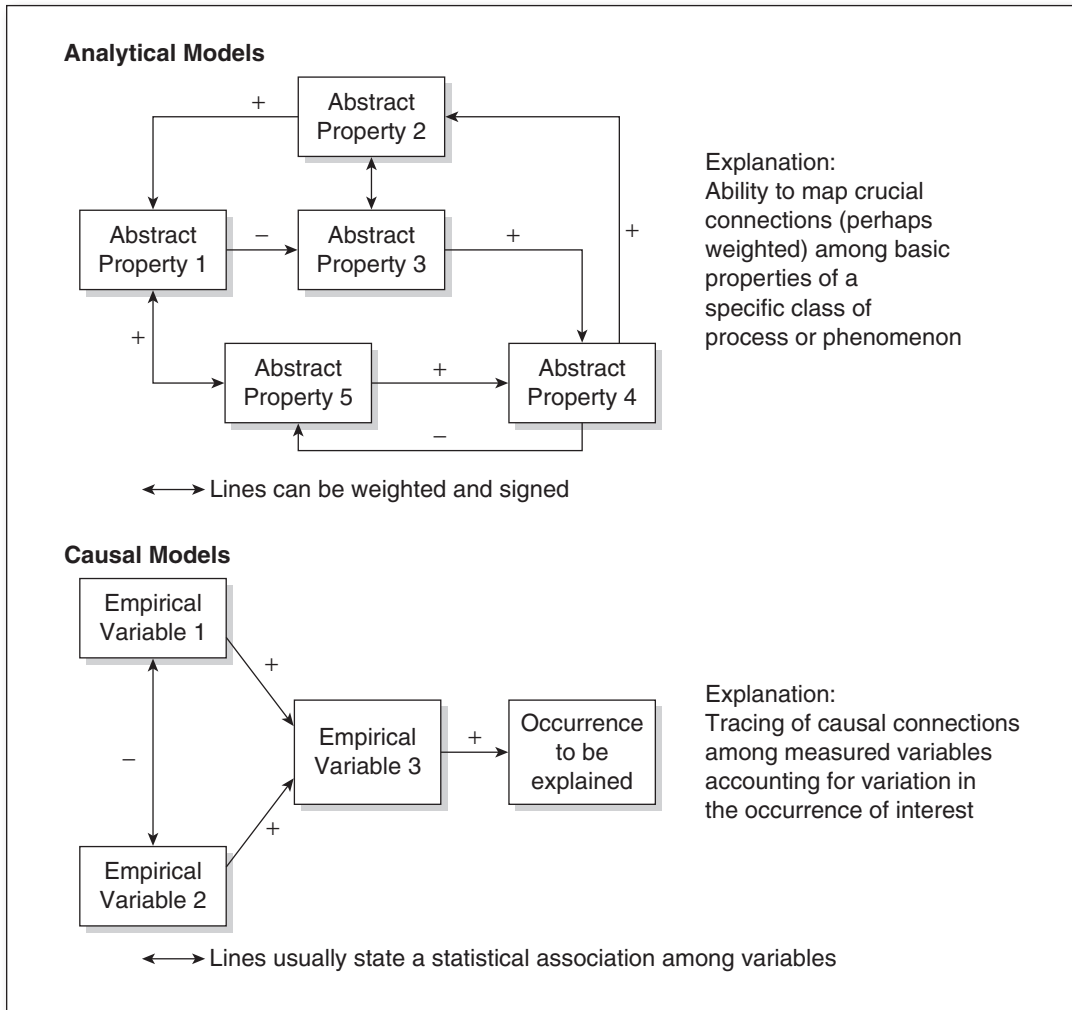 Analytical Models
+
Abstract
Property 2
Abstract
Property 1
−
Abstract
Property 3
+
+
+
Abstract
Property 5
+
Abstract
Property 4
−
Explanation:
Ability to map crucial
connections (perhaps
weighted) among basic
properties of a
specific class of
process or phenomenon
Lines can be weighted and signed
Causal Models
Empirical
Variable 1
+
−
Empirical
Variable 3
+
Occurrence
to be
explained
+
Empirical
Variable 2
Explanation:
Tracing of causal connections
among measured variables
accounting for variation in
the occurrence of interest
Lines usually state a statistical association among variables